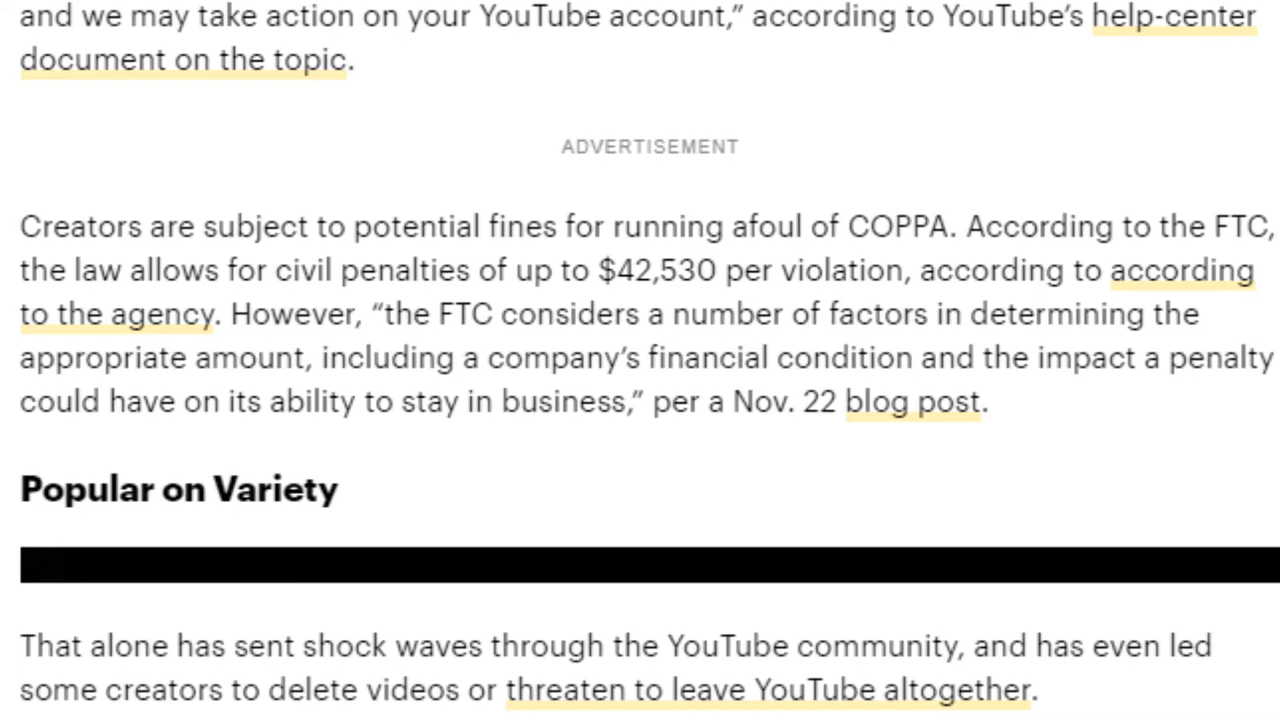 and we may take action on your YouTube account,” according to YouTube’s help-center
document on the topic.
ADVERTISEMENT
Creators are subject to potential fines for running afoul of COPPA. According to the FTC,
the law allows for civil penalties of up to $42,530 per violation, according to according
to the agency. However, “the FTC considers a number of factors in determining the
appropriate amount, including a company’s financial condition and the impact a penalty
could have on its ability to stay in business,” per a Nov. 22 blog post.
Popular on Variety
That alone has sent shock waves through the YouTube community, and has even led
some creators to delete videos or threaten to leave YouTube altogether.